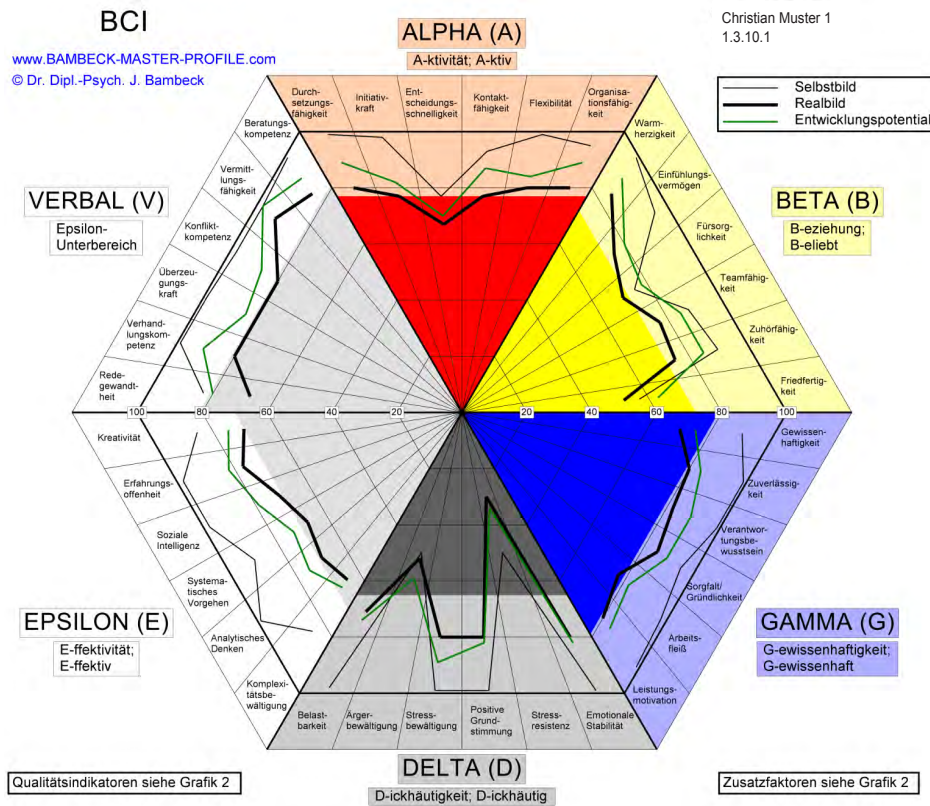 BCI
www.BAMBECK-MASTER-PROFILE.com
© Dr. Dipl.-Psych. J. Bambeck
Christian Muster 1
1.3.10.1
Selbstbild
Realbild
Entwicklungspotential
ALPHA (A)
A-ktivität; A-ktiv
Durch-
setzungs-
fähigkeit
Initiativ-
kraft
Ent-
scheidungs-
schnelligkeit
Kontakt-
fähigkeit
Flexibilität
Organisa-
tionsfähig-
keit
BETA (B)
B-eziehung;
B-eliebt
Warm-
herzigkeit
Einfühlungs-
vermögen
Fürsorg-
lichkeit
Teamfähig-
keit
Zuhörfähig-
keit
Friedfertig-
keit
VERBAL (V)
Epsilon-
Unterbereich
Beratungs-
kompetenz
Vermitt-
lungs-
fähigkeit
Konflikt-
kompetenz
Überzeu-
gungs-
kraft
Verhand-
lungskom-
petenz
Rede-
gewandt-
heit
100 80 60 40 20 20 40 60 80 100
EPSILON (E)
E-ffektivität;
E-ffektiv
Kreativität
Erfahrungs-
offenheit
Soziale
Intelligenz
Systema-
tisches
Vorgehen
Analytisches
Denken
Komplexi-
tätsbe-
wältigung
GAMMA (G)
G-ewissenhaftigkeit;
G-ewissenhaft
Gewissen-
haftigkeit
Zuverlässig-
keit
Verantwor-
tungsbe-
wusstsein
Sorgfalt/
Gründlichkeit
Arbeits-
fleiß
Leistungs-
motivation
Belast-
barkeit
Ärger-
bewältigung
Stress-
bewältigung
Positive
Grund-
stimmung
Stress-
resistenz
Emotionale
Stabilität
DELTA (D)
D-ickhäutigkeit; D-ickhäutig
Qualitätsindikatoren siehe Grafik 2
Zusatzfaktoren siehe Grafik 2